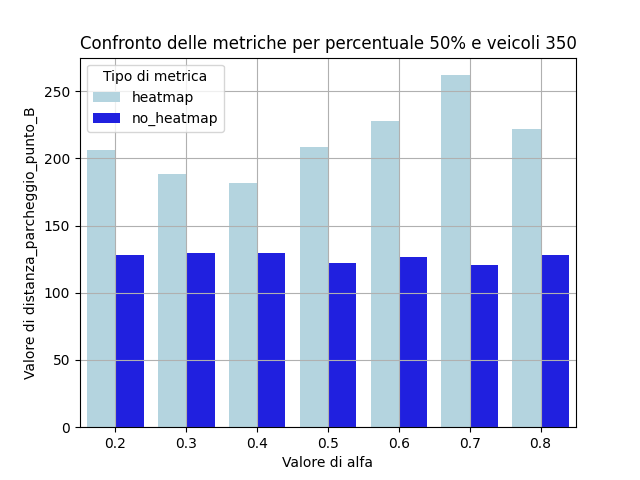 Confronto delle metriche per percentuale 50% e veicoli 350
Tipo di metrica
heatmap
no_heatmap
Valore di distanza_parcheggio_punto_B
250
200
150
100
50
0
0.2 0.3 0.4 0.5 0.6 0.7 0.8
Valore di alfa